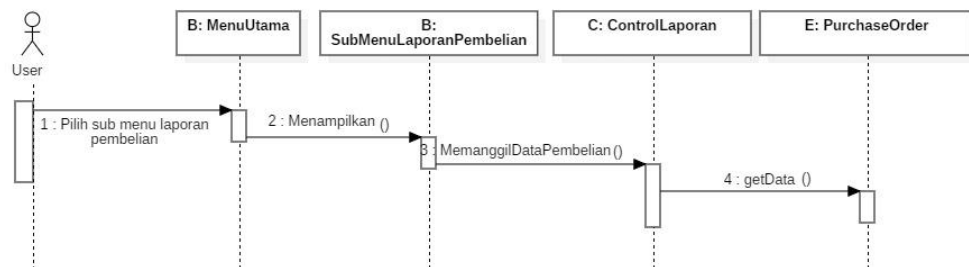 B: MenuUtama
B:
SubMenuLaporanPembelian
C: ControlLaporan
E: PurchaseOrder
User
1 : Pilih sub menu laporan
pembelian
2 : Menampilkan ()
3 : MemanggilDataPembelian ()
4 : getData ()